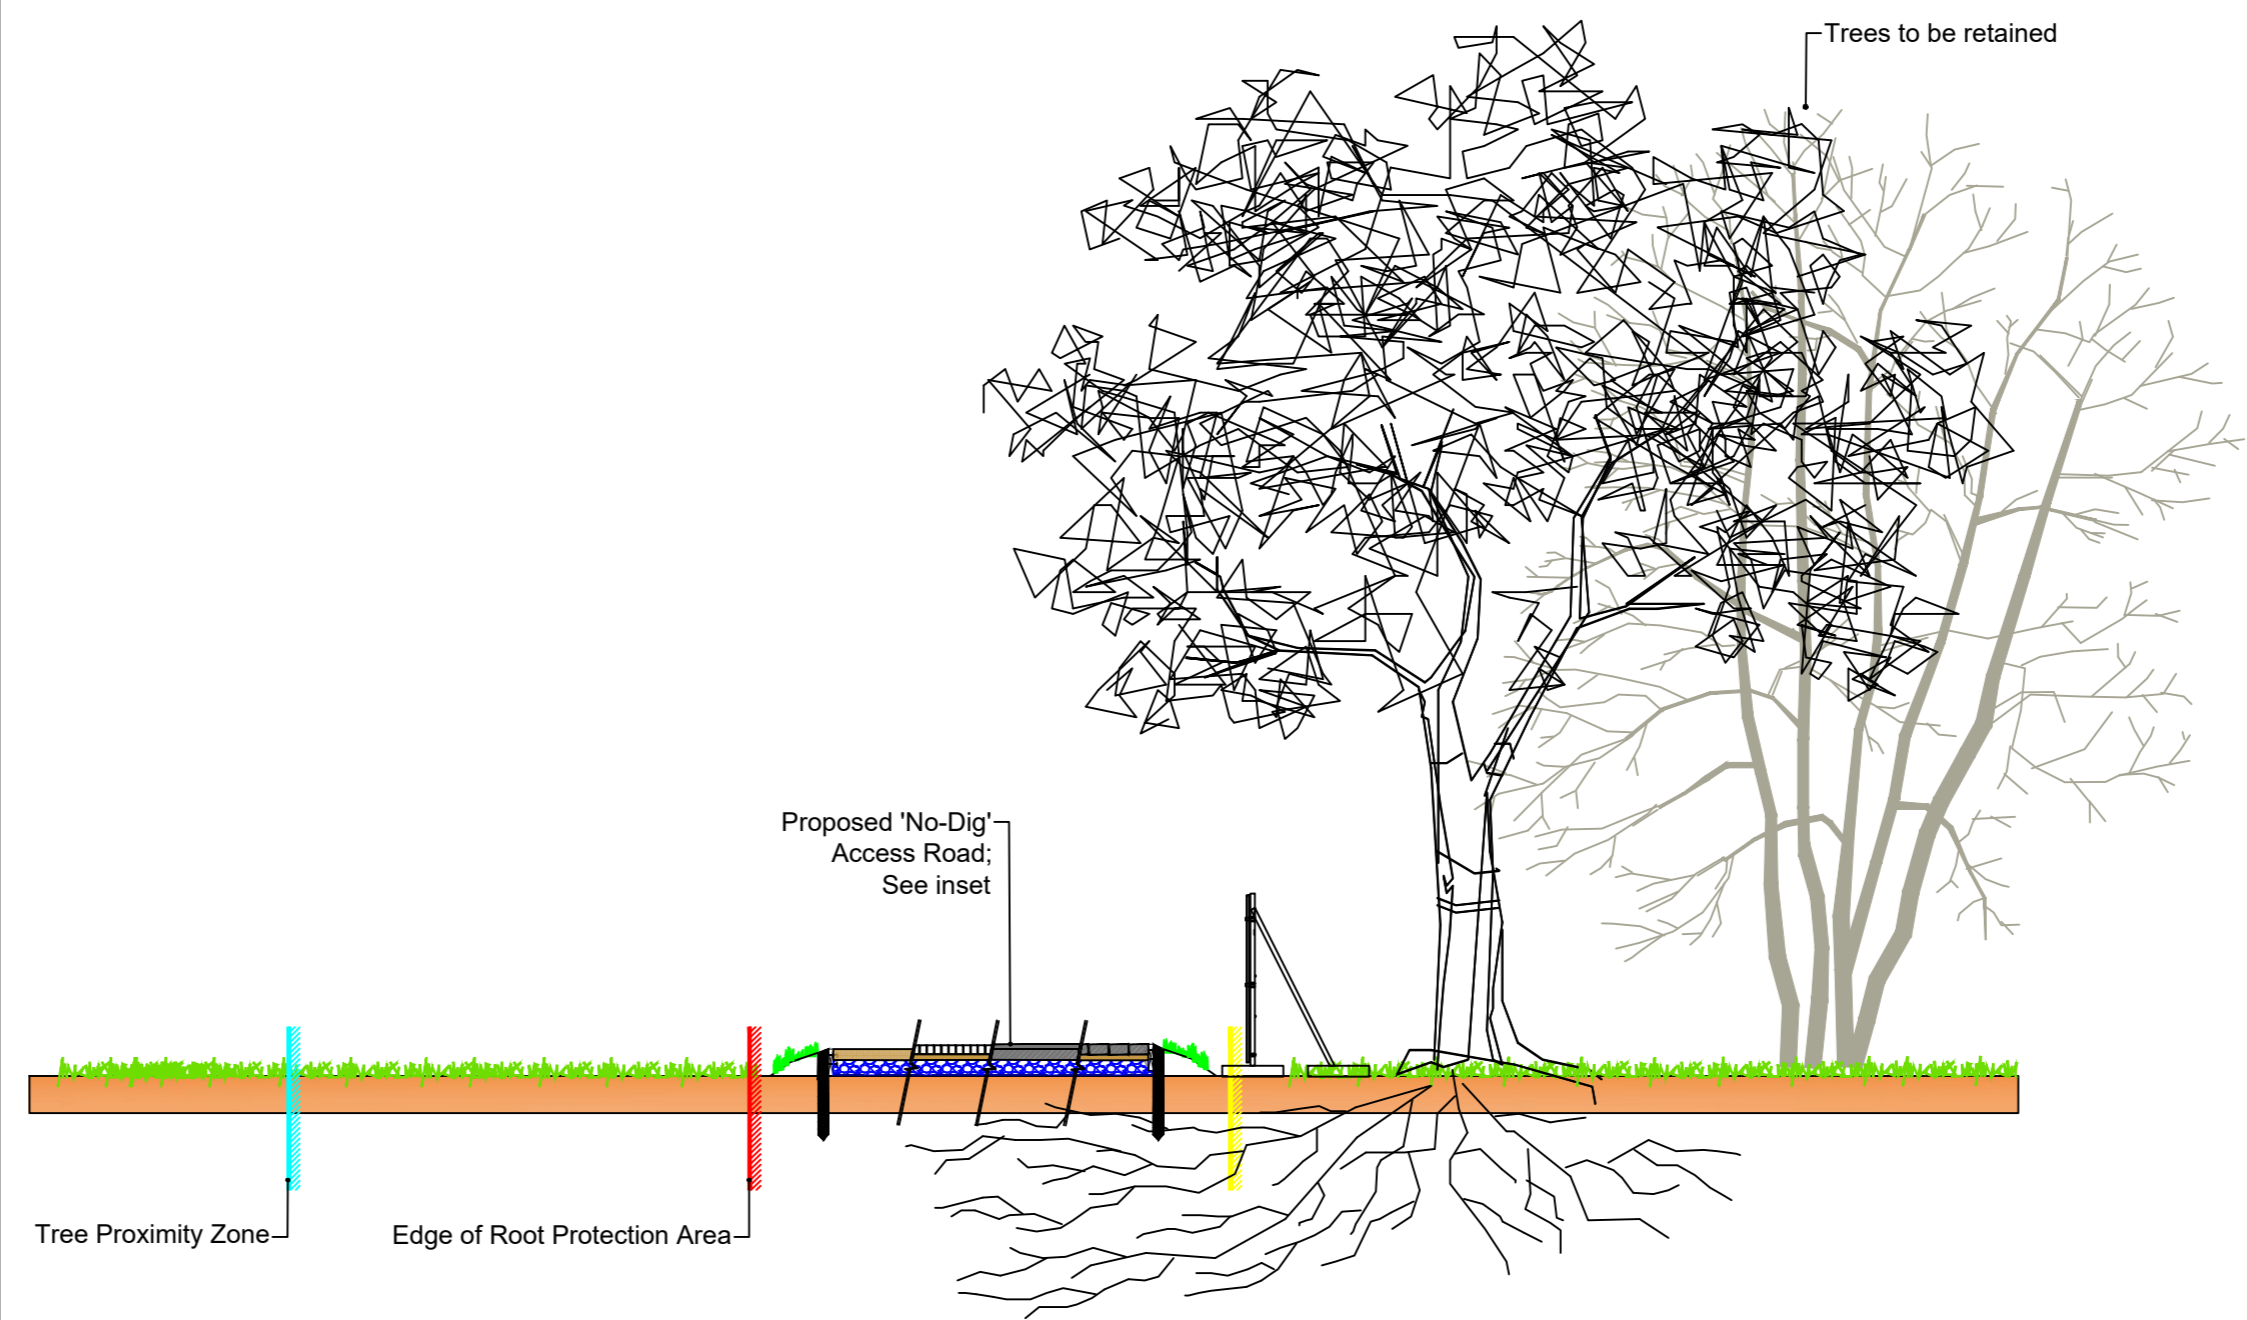 Trees to be retained
Proposed 'No-Dig'
Access Road;
See inset
Tree Proximity Zone
Edge of Root Protection Area